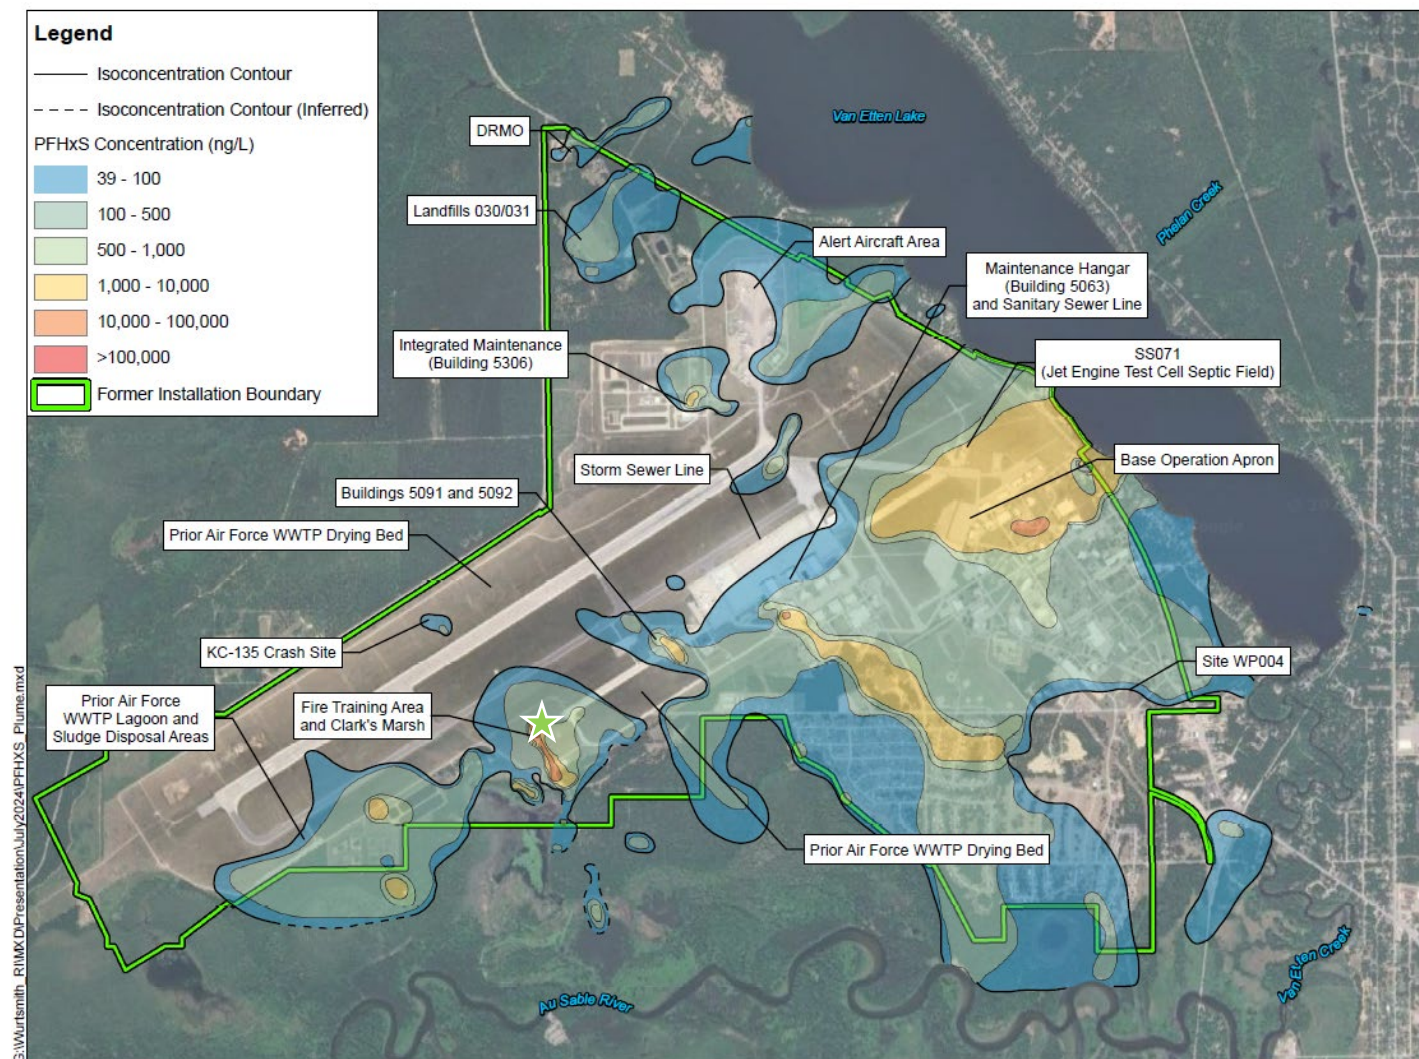 Legend
Isoconcentration Contour
Isoconcentration Contour (Inferred)
PFHxS Concentration (ng/L)
39 - 100
100 - 500
500 - 1,000
1,000 - 10,000
10,000 - 100,000
>100,000
Former Installation Boundary
Van Etten Lake
DRMO
Landfills 030/031
Phelan Creek
Alert Aircraft Area
Maintenance Hangar
(Building 5063)
and Sanitary Sewer Line
Integrated Maintenance
(Building 5306)
SS071
(Jet Engine Test Cell Septic Field)
Storm Sewer Line
Base Operation Apron
Buildings 5091 and 5092
Prior Air Force WWTP Drying Bed
KC-135 Crash Site
Site WP004
Prior Air Force
WWTP Lagoon and
Sludge Disposal Areas
Fire Training Area
and Clark's Marsh
Prior Air Force WWTP Drying Bed
Van Etten Creek
Au Sable River
G:\Wurtsmith_RI\MXD\Presentation\July2024\PFHXS_Plume.mxd